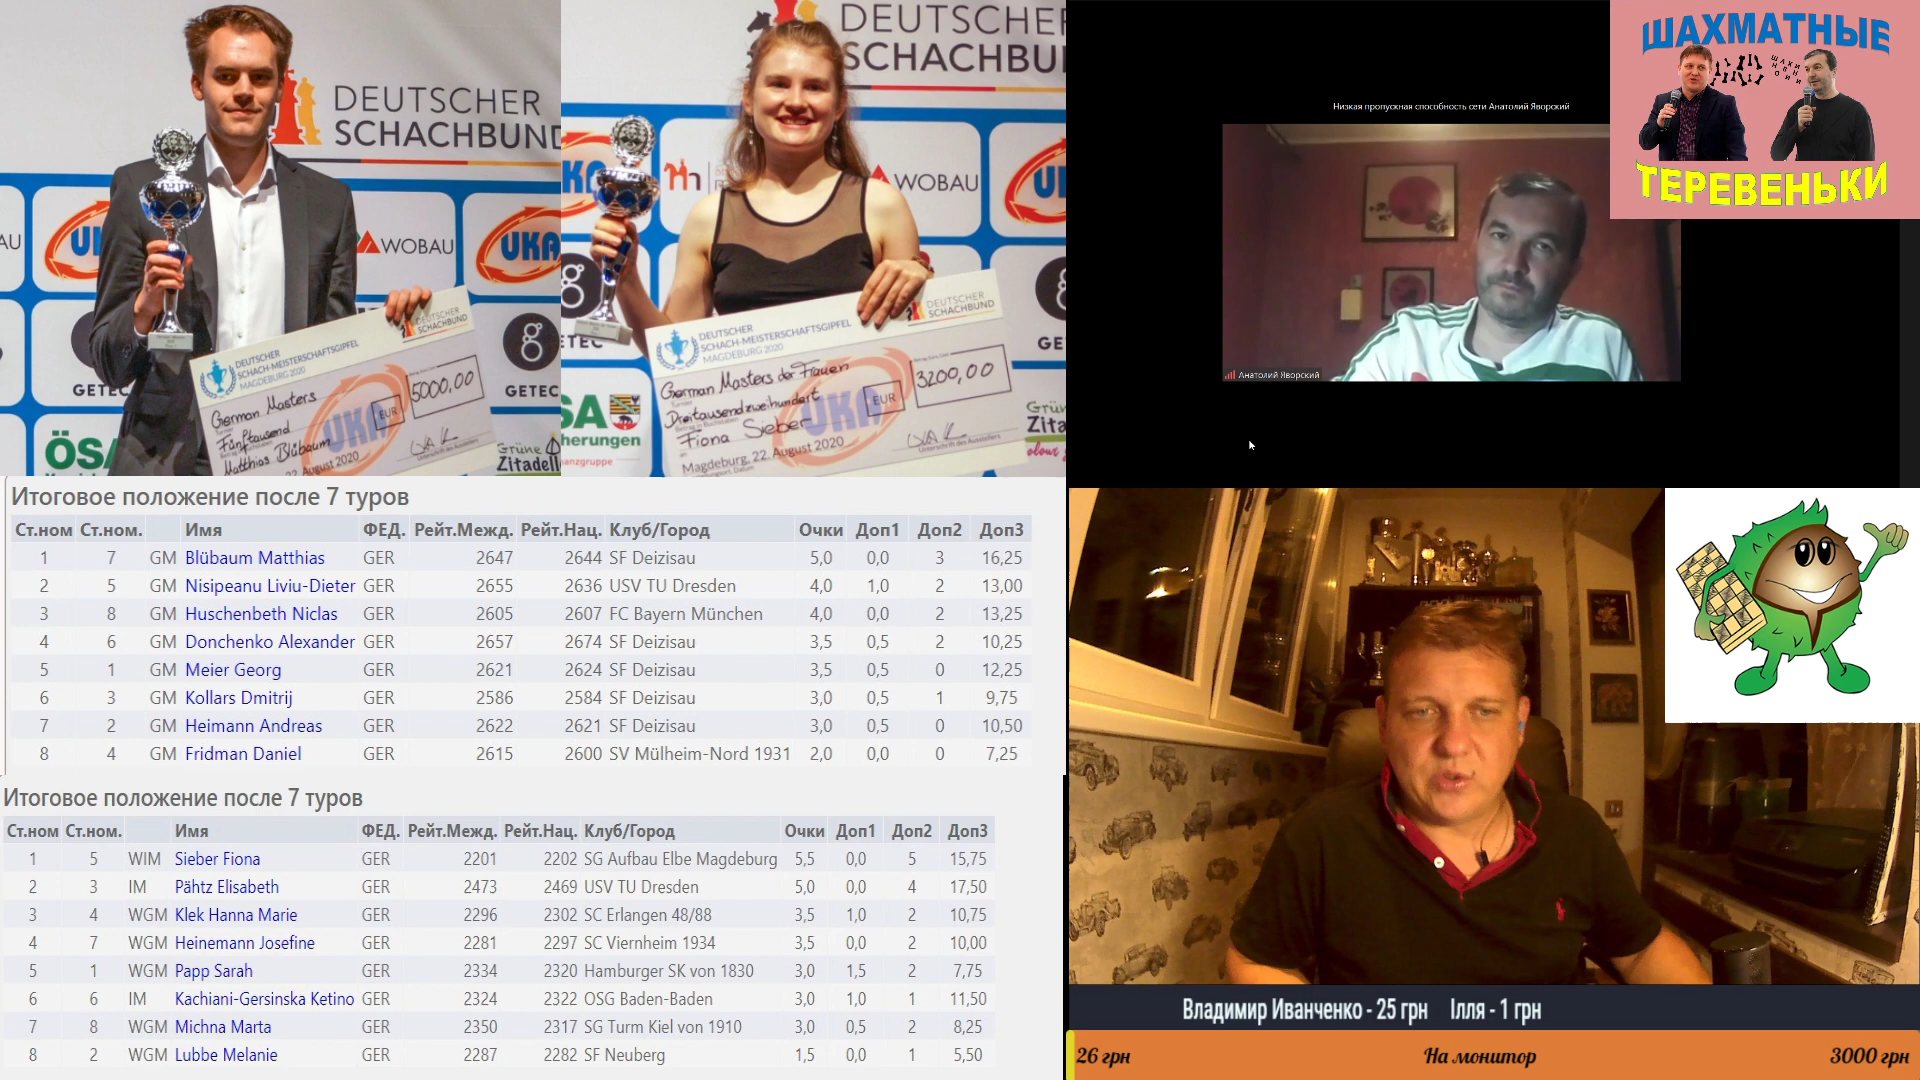 DEUTSCHER
SCHACHBUND
AU
UKA
WOBAU
UKA
GETEC
GETEC
ÖSA
Grüne
Zitadelle
DEUTSCHER
SCHACHBUND
DEUTSCHER
SCHACH-MEISTERSCHAFTSGIPFEL
MAGDEBURG 2020
German Masters
EUR
5000,00
Fünftausend
Matthias Blübaum
22. August 2020
UKA
DEUTSCHER
SCHACHBU
WOBAU
GETEC
GE
ÖSA
cherungen
nanzgruppe
Grün
Zita
DEUTSCHER
SCHACHBUND
DEUTSCHER
SCHACH-MEISTERSCHAFTSGIPFEL
MAGDEBURG 2020
German Masters der Frauen
EUR
3200,00
Dreitausendzweihundert
Fiona Sieber
Magdeburg, 22. August 2020
UKA
Низкая пропускная способность сети Анатолий Яворский
Анатолий Яворский
ШАХМАТНЫЕ
ТЕРЕВЕНЬКИ
Итоговое положение после 7 туров
Ст.ном Ст.ном. Имя ФЕД. Рейт.Межд. Рейт.Нац. Клуб/Город Очки Доп1 Доп2 Доп3
1 7 GM Blübaum Matthias GER 2647 2644 SF Deizisau 5,0 0,0 3 16,25
2 5 GM Nisipeanu Liviu-Dieter GER 2655 2636 USV TU Dresden 4,0 1,0 2 13,00
3 8 GM Huschenbeth Niclas GER 2605 2607 FC Bayern München 4,0 0,0 2 13,25
4 6 GM Donchenko Alexander GER 2657 2674 SF Deizisau 3,5 0,5 2 10,25
5 1 GM Meier Georg GER 2621 2624 SF Deizisau 3,5 0,5 0 12,25
6 3 GM Kollars Dmitrij GER 2586 2584 SF Deizisau 3,0 0,5 1 9,75
7 2 GM Heimann Andreas GER 2622 2621 SF Deizisau 3,0 0,5 0 10,50
8 4 GM Fridman Daniel GER 2615 2600 SV Mülheim-Nord 1931 2,0 0,0 0 7,25
Итоговое положение после 7 туров
Ст.ном Ст.ном. Имя ФЕД. Рейт.Межд. Рейт.Нац. Клуб/Город Очки Доп1 Доп2 Доп3
1 5 WIM Sieber Fiona GER 2201 2202 SG Aufbau Elbe Magdeburg 5,5 0,0 5 15,75
2 3 IM Pähtz Elisabeth GER 2473 2469 USV TU Dresden 5,0 0,0 4 17,50
3 4 WGM Klek Hanna Marie GER 2296 2302 SC Erlangen 48/88 3,5 1,0 2 10,75
4 7 WGM Heinemann Josefine GER 2281 2297 SC Viernheim 1934 3,5 0,0 2 10,00
5 1 WGM Papp Sarah GER 2334 2320 Hamburger SK von 1830 3,0 1,5 2 7,75
6 6 IM Kachiani-Gersinska Ketino GER 2324 2322 OSG Baden-Baden 3,0 1,0 1 11,50
7 8 WGM Michna Marta GER 2350 2317 SG Turm Kiel von 1910 3,0 0,5 2 8,25
8 2 WGM Lubbe Melanie GER 2287 2282 SF Neuberg 1,5 0,0 1 5,50
Владимир Иванченко - 25 грн Ілля - 1 грн
26 грн На монитор 3000 грн